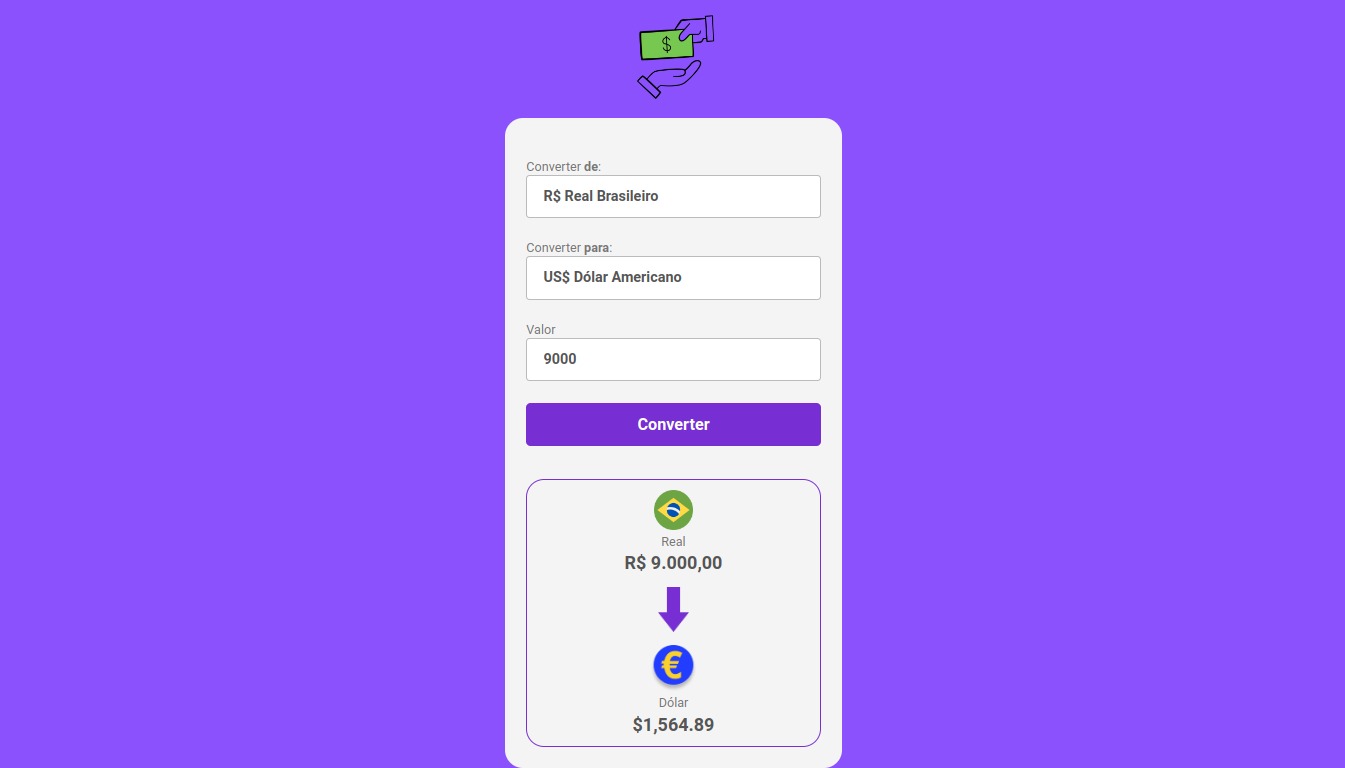 $
Converter de:
R$ Real Brasileiro
Converter para:
US$ Dólar Americano
Valor
9000
Converter
Real
R$ 9.000,00
€
Dólar
$1,564.89